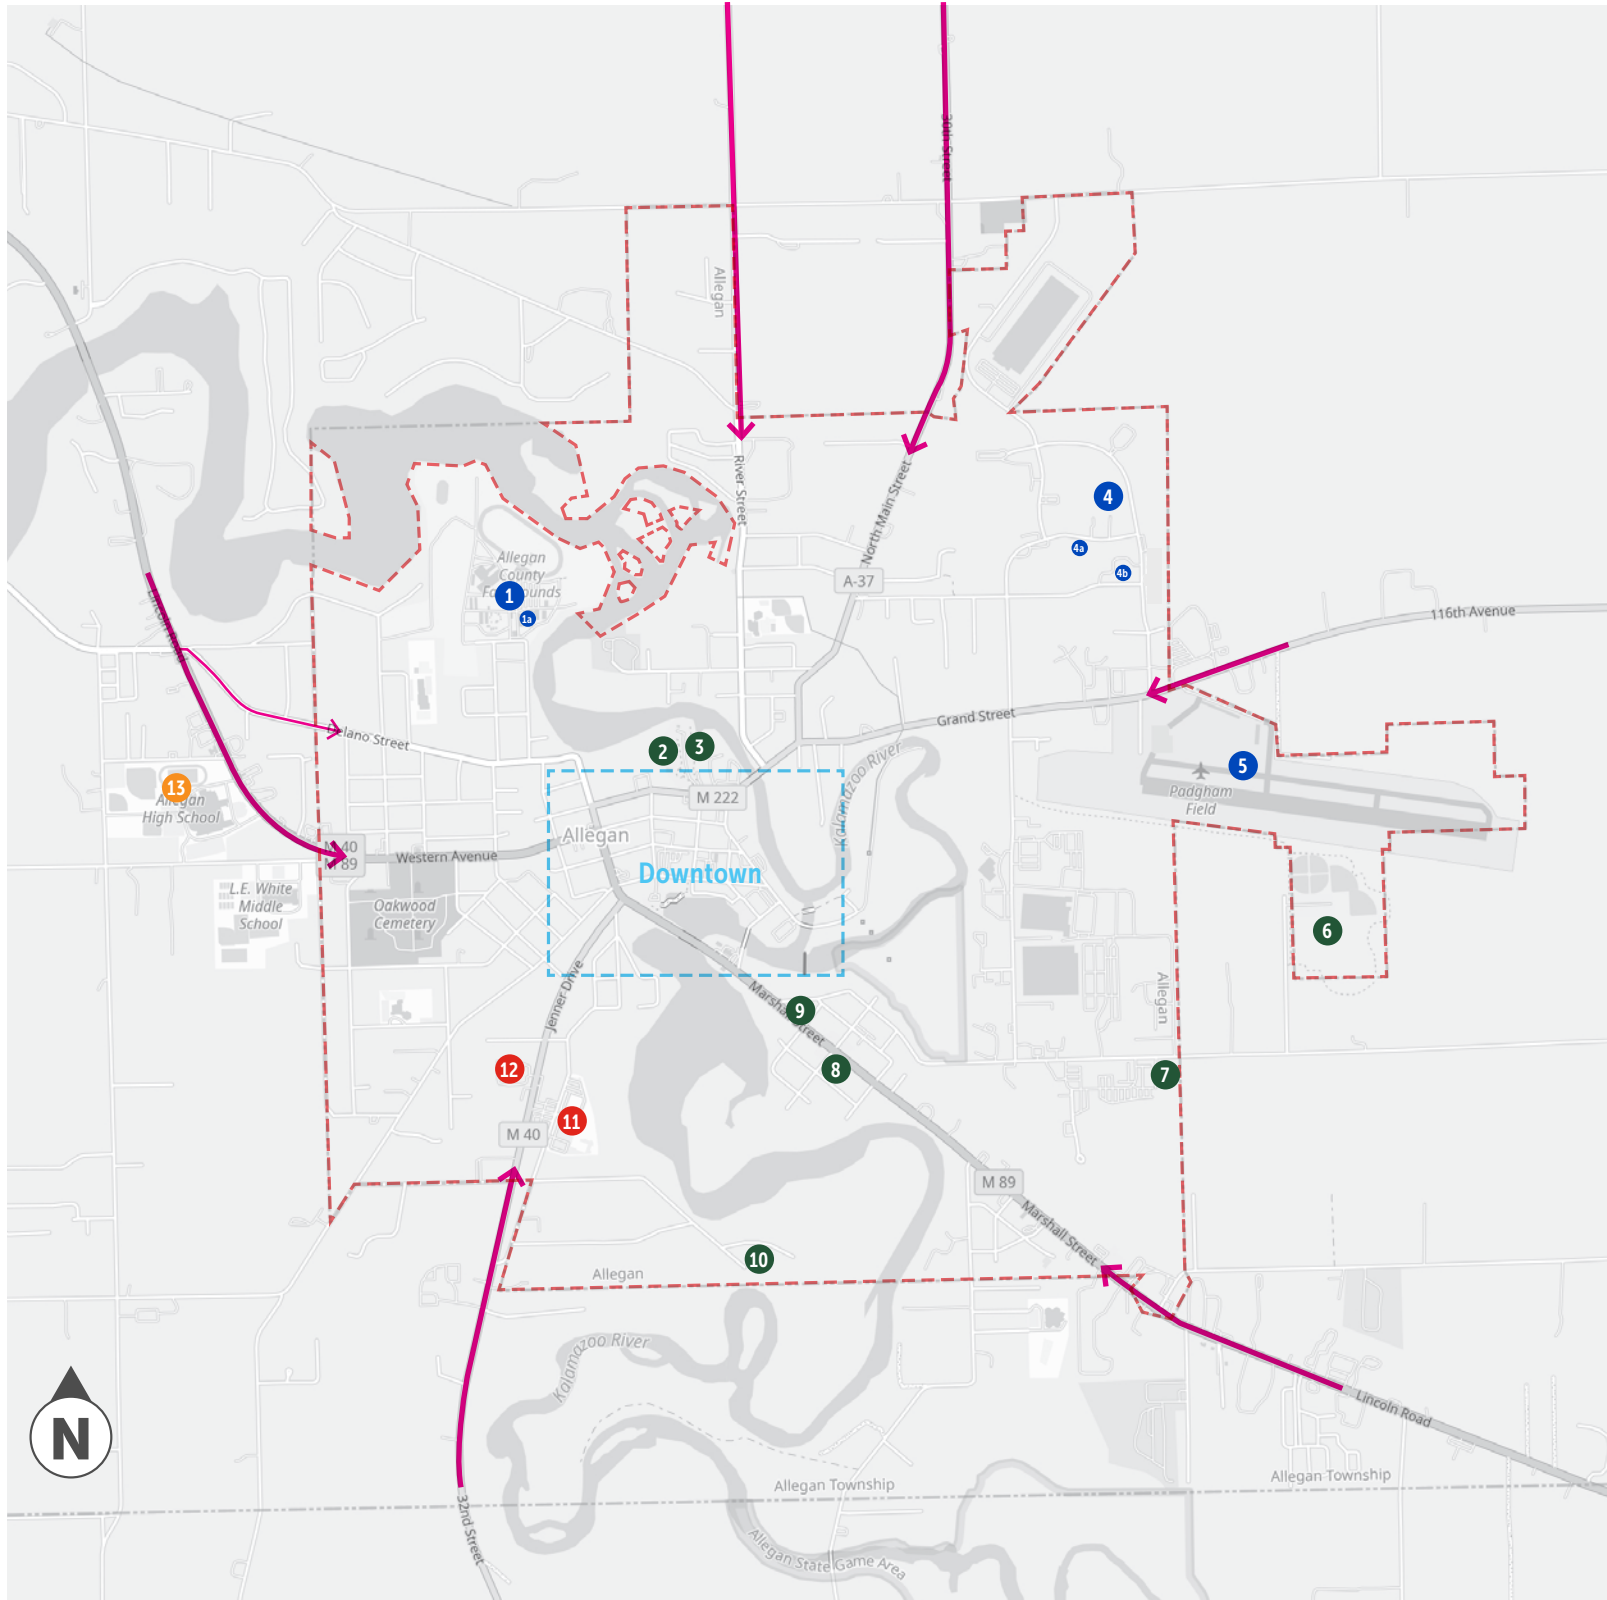 30th Street
Allegan
River Street
North Main Street
4
4a
4b
Allegan
County
Fairgrounds
1
1a
A-37
116th Avenue
Lincoln Road
Delano Street
Grand Street
2
3
Kalamazoo River
5
Padgham
Field
13
Allegan
High School
M 222
Allegan
M 40
M 89
Western Avenue
Downtown
L.E. White
Middle
School
Oakwood
Cemetery
6
Jenner Drive
Marshall Street
9
Allegan
12
8
7
11
M 40
M 89
Marshall Street
10
Allegan
Kalamazoo River
N
Lincoln Road
Allegan Township
Allegan Township
32nd Street
Allegan State Game Area